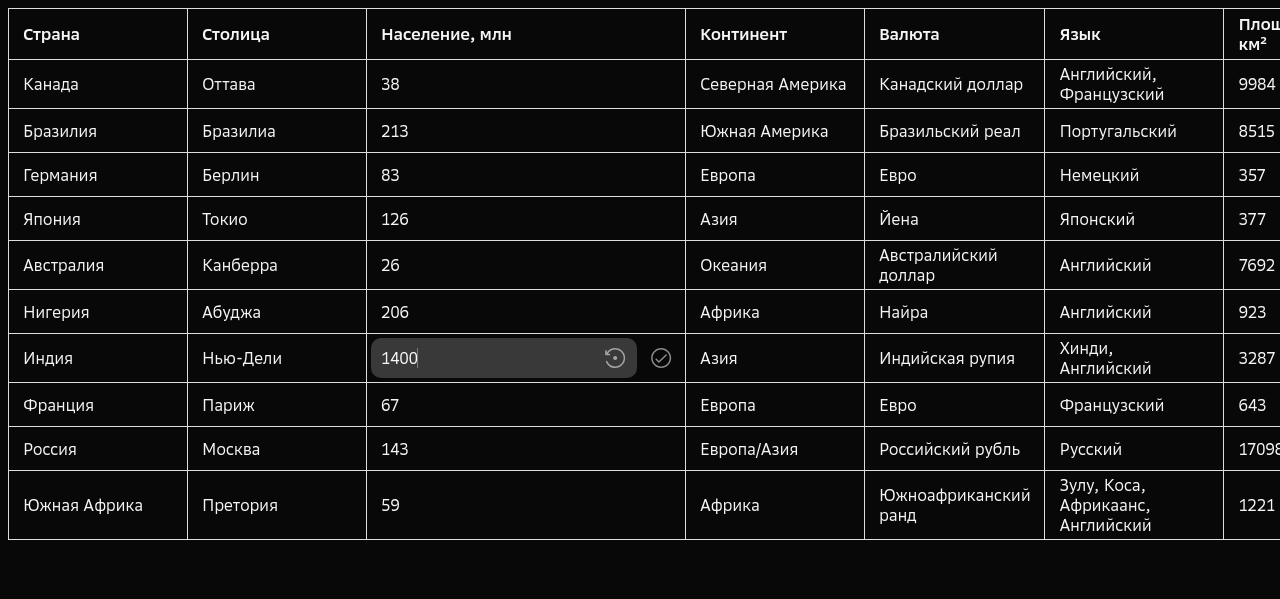 Страна Столица Население, млн Континент Валюта Язык Площ
км²
Канада Оттава 38 Северная Америка Канадский доллар Английский, Французский 9984
Бразилия Бразилиа 213 Южная Америка Бразильский реал Португальский 8515
Германия Берлин 83 Европа Евро Немецкий 357
Япония Токио 126 Азия Йена Японский 377
Австралия Канберра 26 Океания Австралийский доллар Английский 7692
Нигерия Абуджа 206 Африка Найра Английский 923
Индия Нью-Дели 1400 Азия Индийская рупия Хинди, Английский 3287
Франция Париж 67 Европа Евро Французский 643
Россия Москва 143 Европа/Азия Российский рубль Русский 17098
Южная Африка Претория 59 Африка Южноафриканский ранд Зулу, Коса, Африкаанс, Английский 1221